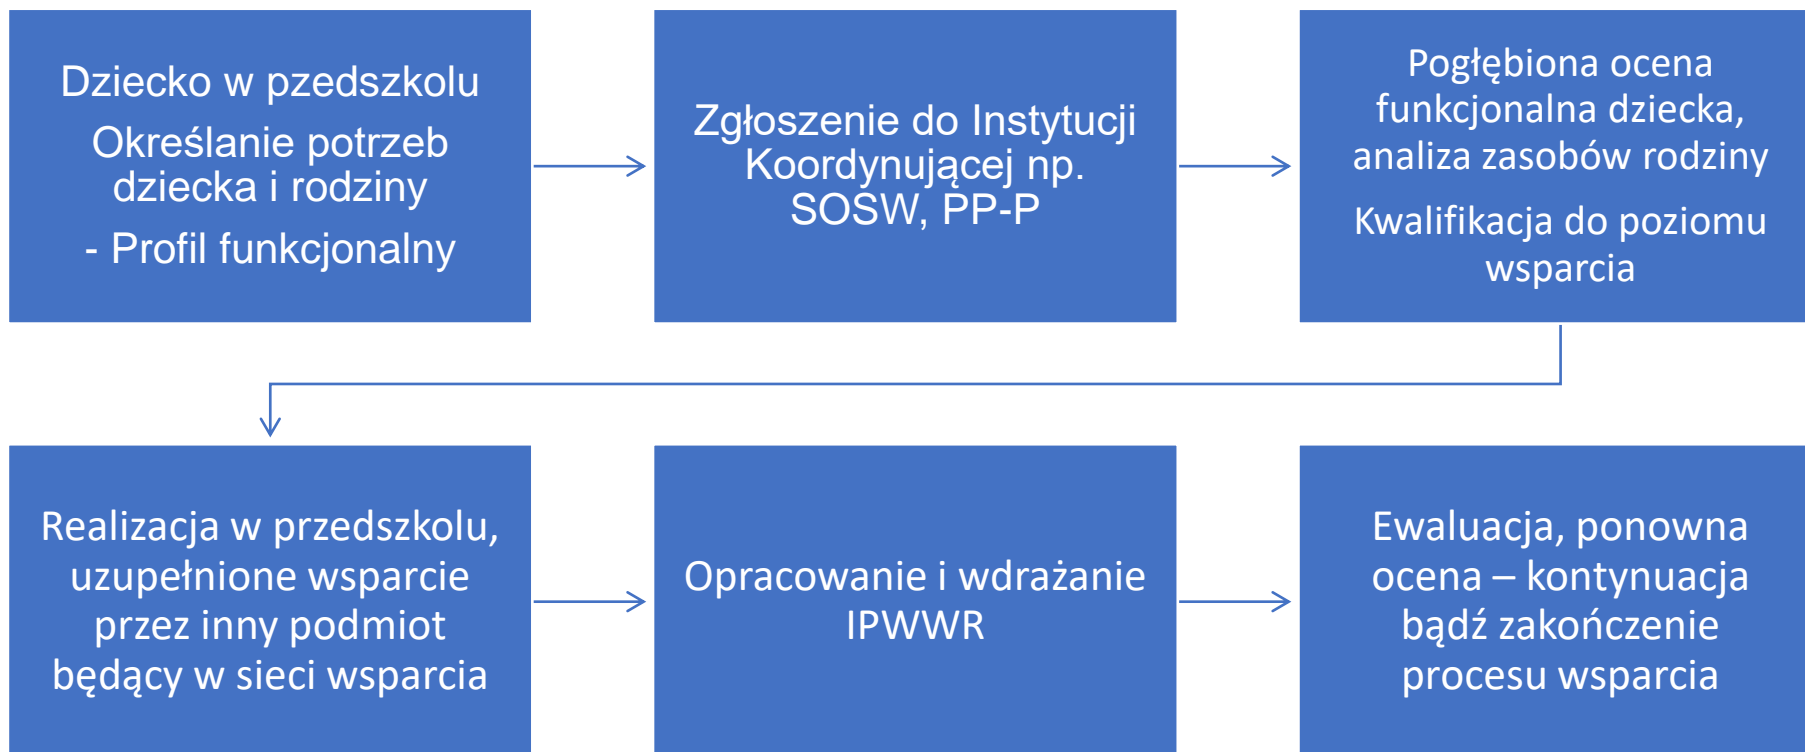 Dziecko w pzedszkolu
Określanie potrzeb
dziecka i rodziny
- Profil funkcjonalny
Zgłoszenie do Instytucji
Koordynującej np.
SOSW, PP-P
Pogłębiona ocena
funkcjonalna dziecka,
analiza zasobów rodziny
Kwalifikacja do poziomu
wsparcia
Realizacja w przedszkolu,
uzupełnione wsparcie
przez inny podmiot
będący w sieci wsparcia
Opracowanie i wdrażanie
IPWWR
Ewaluacja, ponowna
ocena – kontynuacja
bądź zakończenie
procesu wsparcia